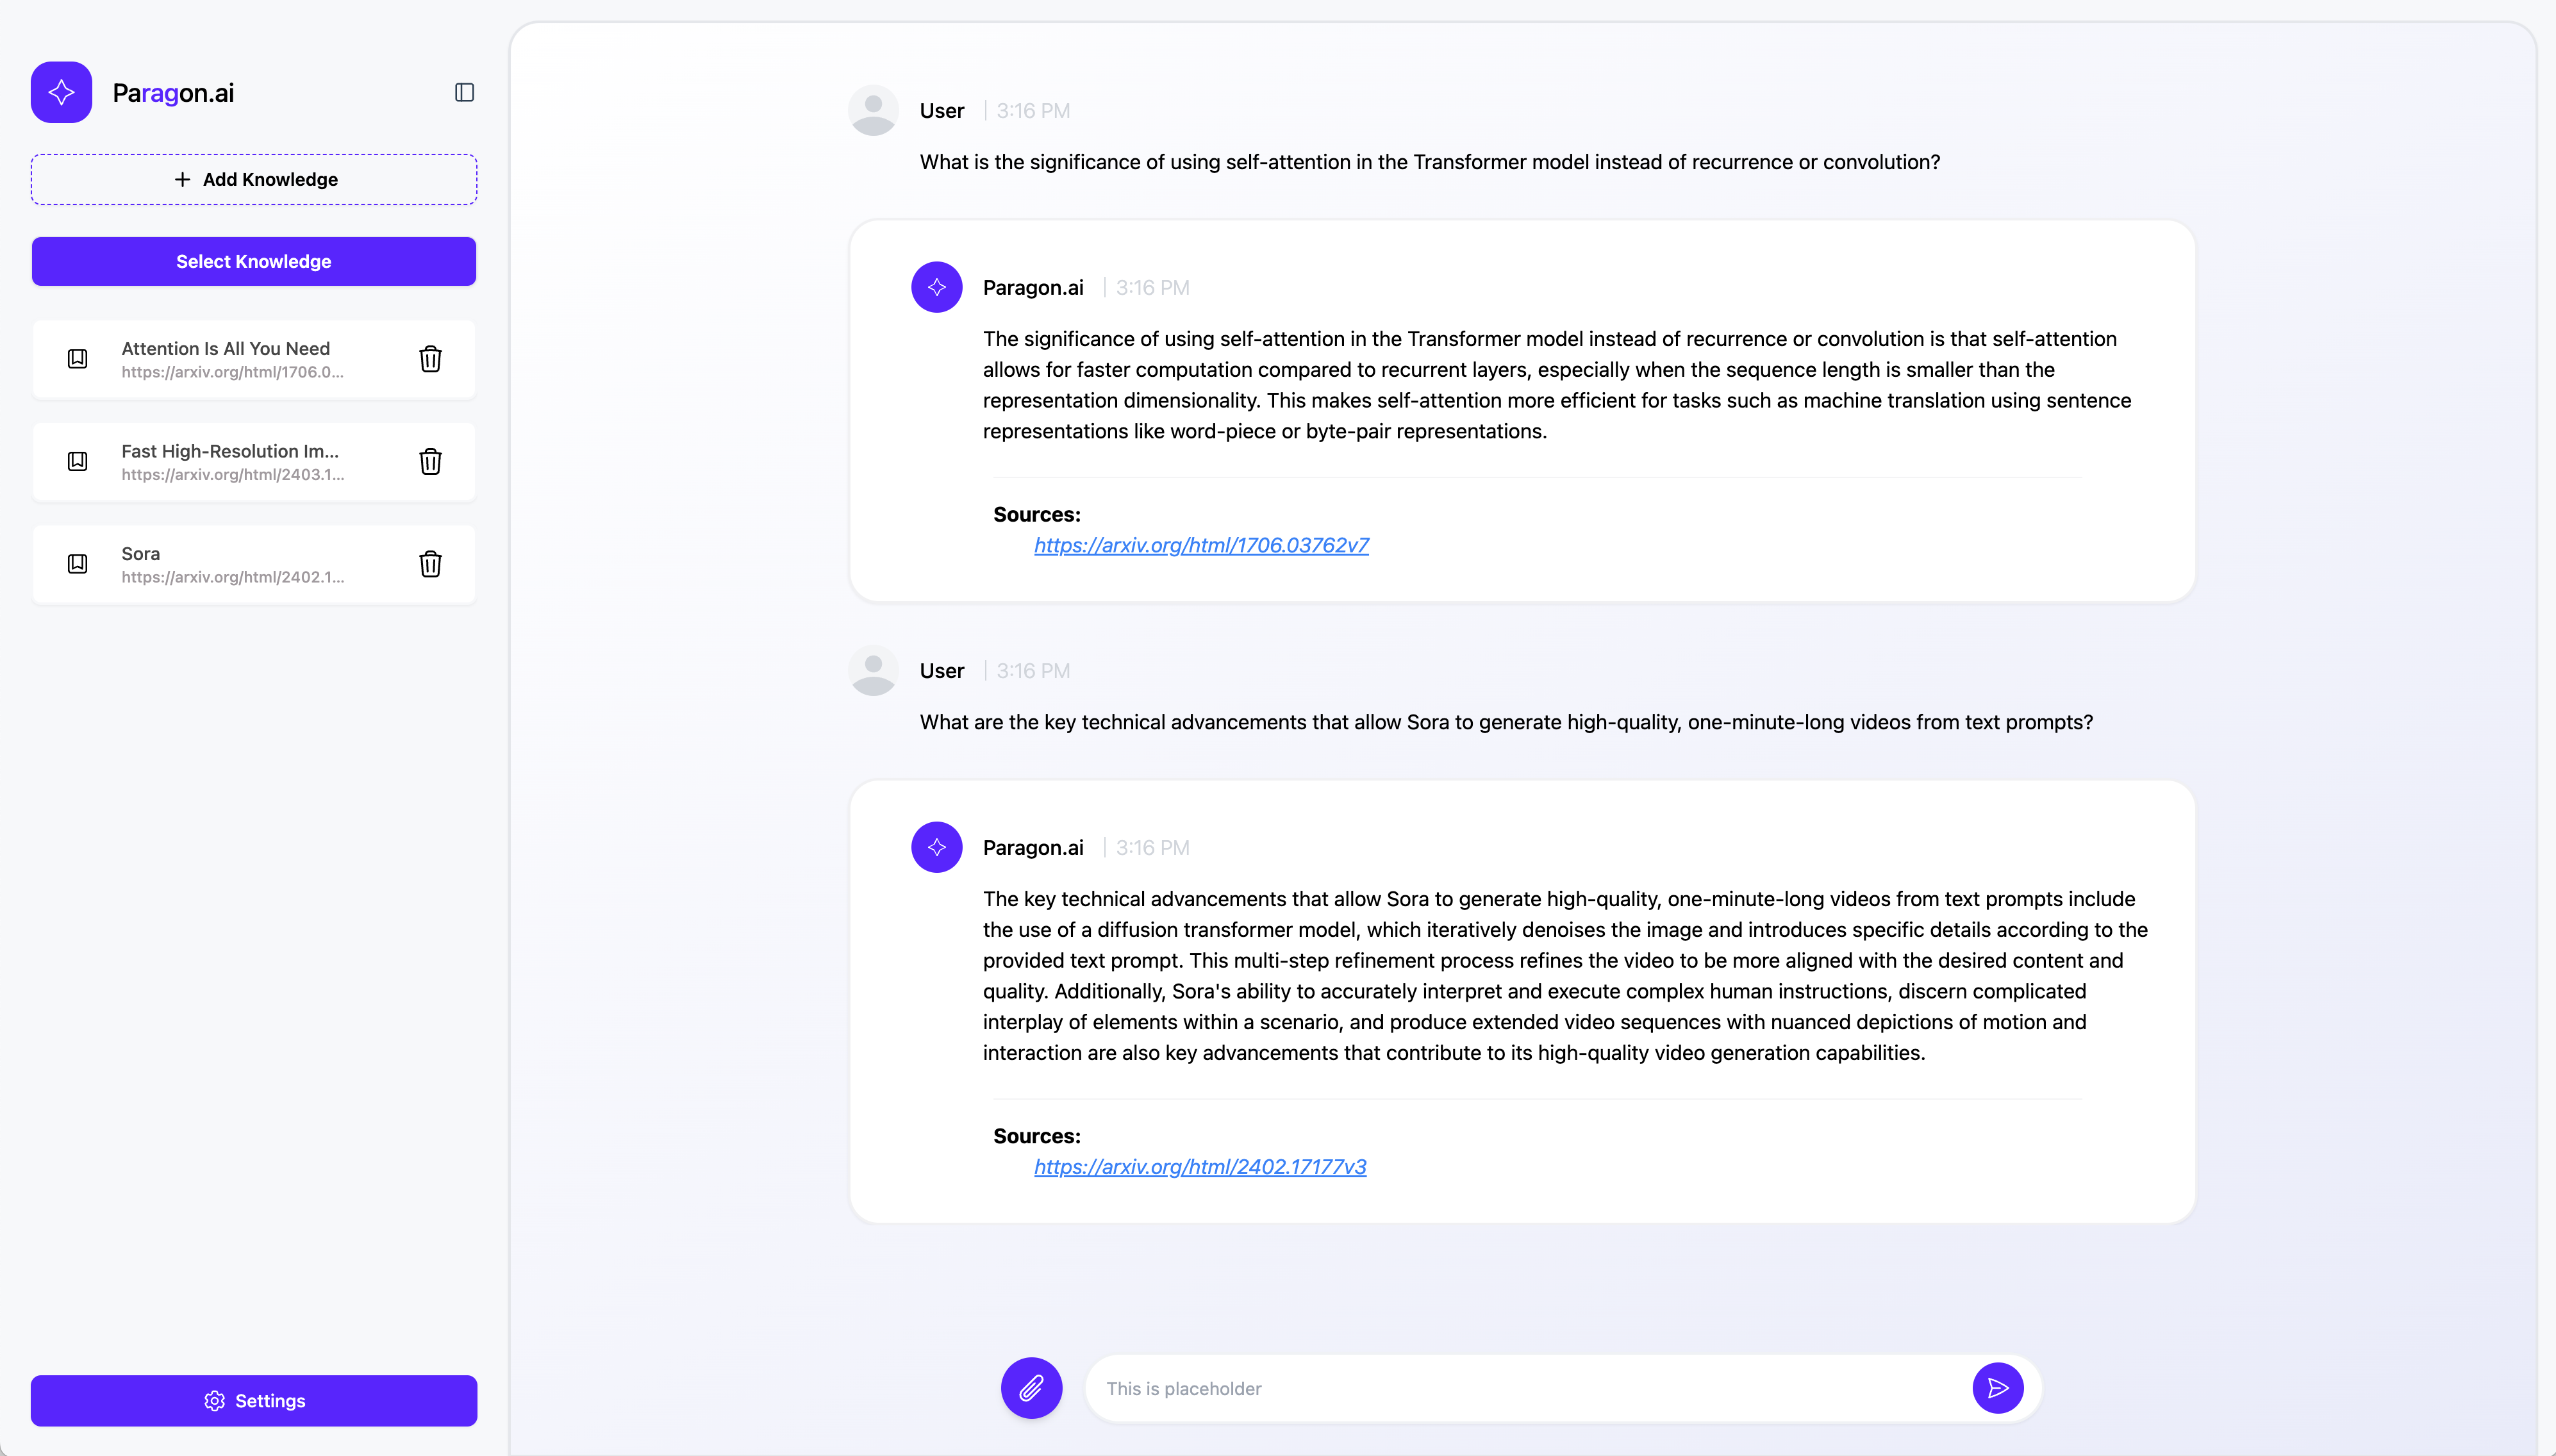 Paragon.ai
Add Knowledge
Select Knowledge
Attention Is All You Need
https://arxiv.org/html/1706.0...
Fast High-Resolution Im...
https://arxiv.org/html/2403.1...
Sora
https://arxiv.org/html/2402.1...
Settings
User | 3:16 PM
What is the significance of using self-attention in the Transformer model instead of recurrence or convolution?
Paragon.ai | 3:16 PM
The significance of using self-attention in the Transformer model instead of recurrence or convolution is that self-attention
allows for faster computation compared to recurrent layers, especially when the sequence length is smaller than the
representation dimensionality. This makes self-attention more efficient for tasks such as machine translation using sentence
representations like word-piece or byte-pair representations.
Sources:
https://arxiv.org/html/1706.03762v7
User | 3:16 PM
What are the key technical advancements that allow Sora to generate high-quality, one-minute-long videos from text prompts?
Paragon.ai | 3:16 PM
The key technical advancements that allow Sora to generate high-quality, one-minute-long videos from text prompts include
the use of a diffusion transformer model, which iteratively denoises the image and introduces specific details according to the
provided text prompt. This multi-step refinement process refines the video to be more aligned with the desired content and
quality. Additionally, Sora's ability to accurately interpret and execute complex human instructions, discern complicated
interplay of elements within a scenario, and produce extended video sequences with nuanced depictions of motion and
interaction are also key advancements that contribute to its high-quality video generation capabilities.
Sources:
https://arxiv.org/html/2402.17177v3
This is placeholder